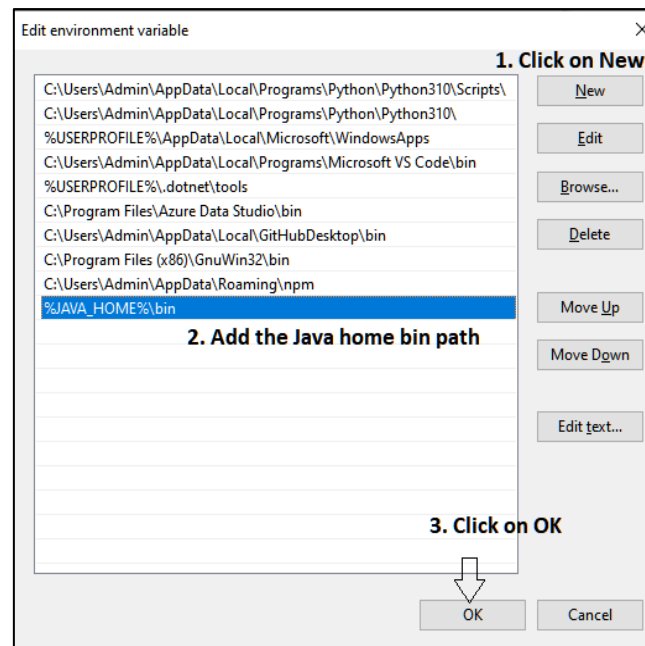 Edit environment variable
1. Click on New
C:\Users\Admin\AppData\Local\Programs\Python\Python310\Scripts\
New
C:\Users\Admin\AppData\Local\Programs\Python\Python310\
%USERPROFILE%\AppData\Local\Microsoft\WindowsApps
Edit
C:\Users\Admin\AppData\Local\Programs\Microsoft VS Code\bin
%USERPROFILE%\.dotnet\tools
Browse...
C:\Program Files\Azure Data Studio\bin
C:\Users\Admin\AppData\Local\GitHubDesktop\bin
Delete
C:\Program Files (x86)\GnuWin32\bin
C:\Users\Admin\AppData\Roaming\npm
%JAVA_HOME%\bin
Move Up
2. Add the Java home bin path
Move Down
Edit text...
3. Click on OK
OK
Cancel